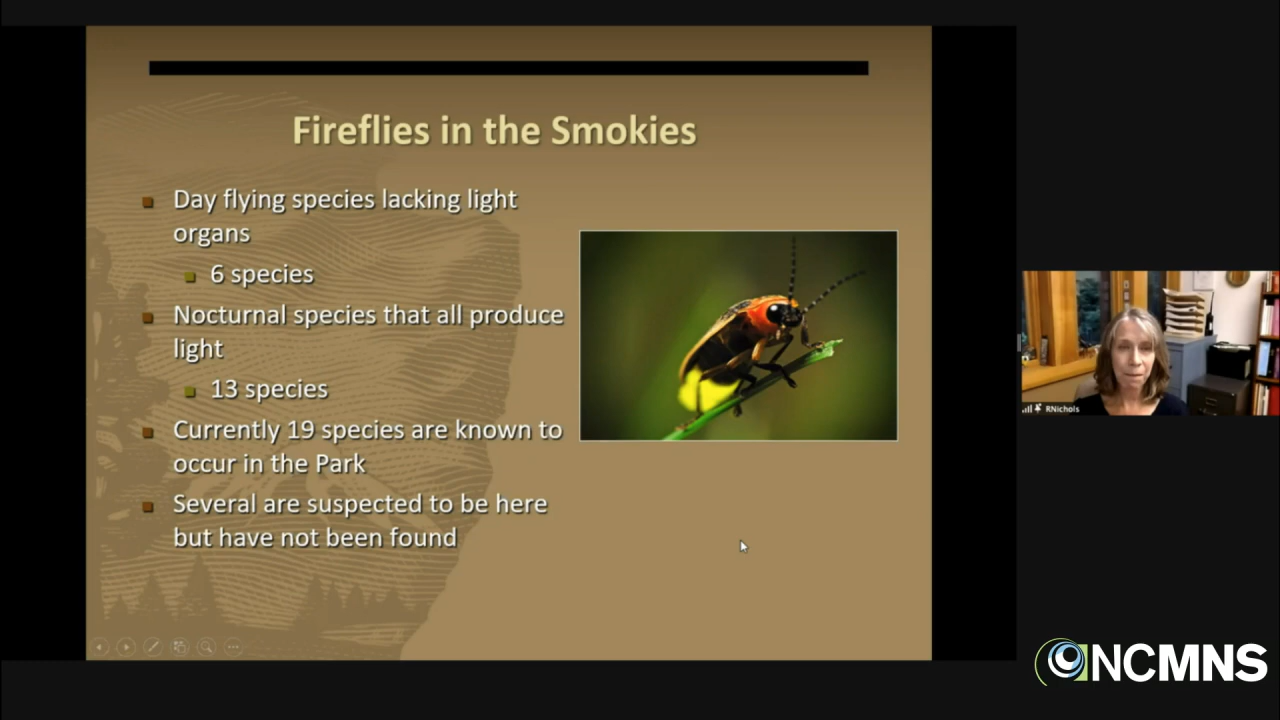 Fireflies in the Smokies
Day flying species lacking light
organs
6 species
Nocturnal species that all produce
light
13 species
Currently 19 species are known to
occur in the Park
Several are suspected to be here
but have not been found
RNichols
NCMNS